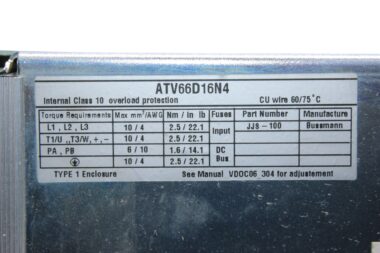 ATV66D16N4
Internal Class 10 overload protection CU wire 60/75°C
Torque Requirements Max mm²/AWG Nm / in lb Fuses Part Number Manufacture
L1 , L2 , L3 10 / 4 2.5 / 22.1 Input JJS - 100 Bussmann
T1/U ,,T3/W, + , - 10 / 4 2.5 / 22.1
PA , PB 6 / 10 1.6 / 14.1 DC Bus
⏚ 10 / 4 2.5 / 22.1
TYPE 1 Enclosure See Manual VDOC06 304 for adjustement